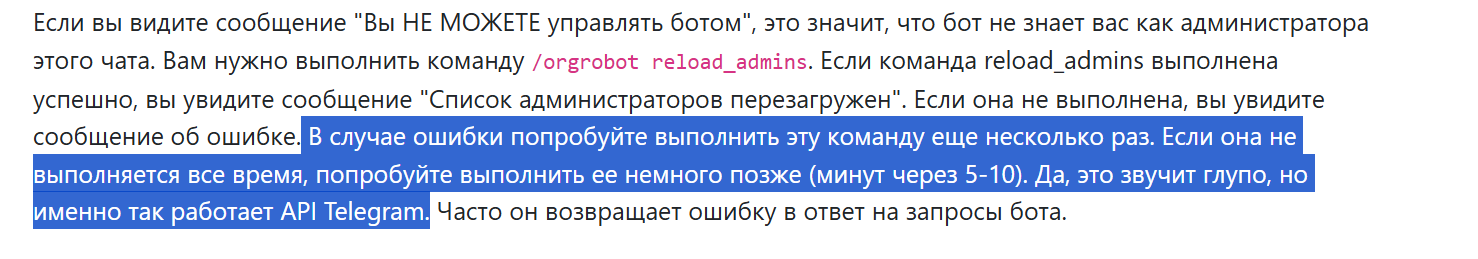 Если вы видите сообщение "Вы НЕ МОЖЕТЕ управлять ботом", это значит, что бот не знает вас как администратора
этого чата. Вам нужно выполнить команду /orgrobot reload_admins. Если команда reload_admins выполнена
успешно, вы увидите сообщение "Список администраторов перезагружен". Если она не выполнена, вы увидите
сообщение об ошибке. В случае ошибки попробуйте выполнить эту команду еще несколько раз. Если она не
выполняется все время, попробуйте выполнить ее немного позже (минут через 5-10). Да, это звучит глупо, но
именно так работает API Telegram. Часто он возвращает ошибку в ответ на запросы бота.